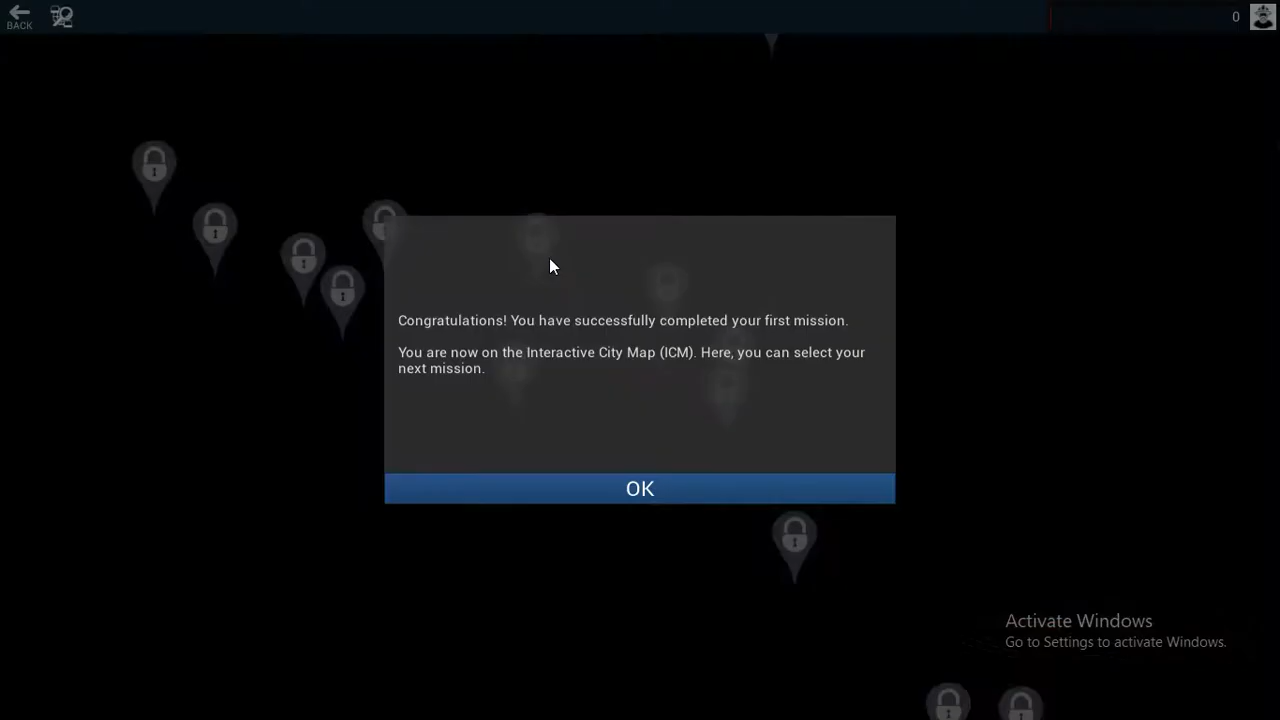 BACK
0
Congratulations! You have successfully completed your first mission.
You are now on the Interactive City Map (ICM). Here, you can select your
next mission.
OK
Activate Windows
Go to Settings to activate Windows.